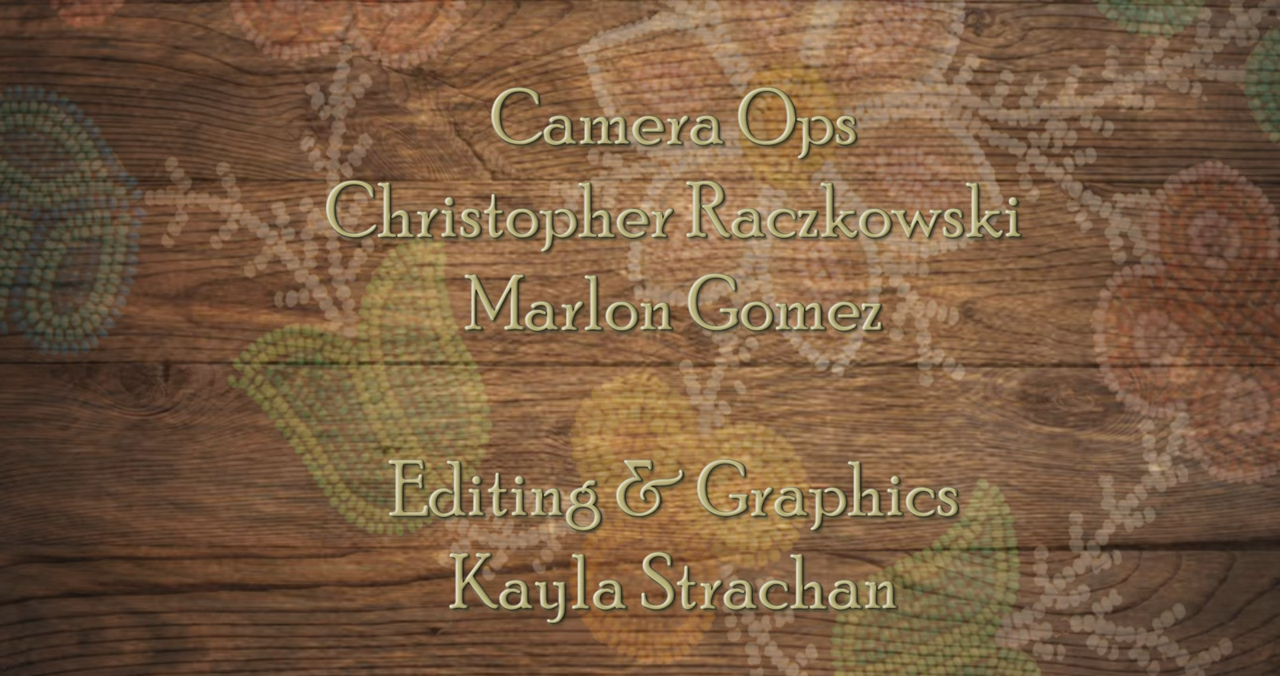 Camera Ops
Christopher Raczkowski
Marlon Gomez
Editing & Graphics
Kayla Strachan